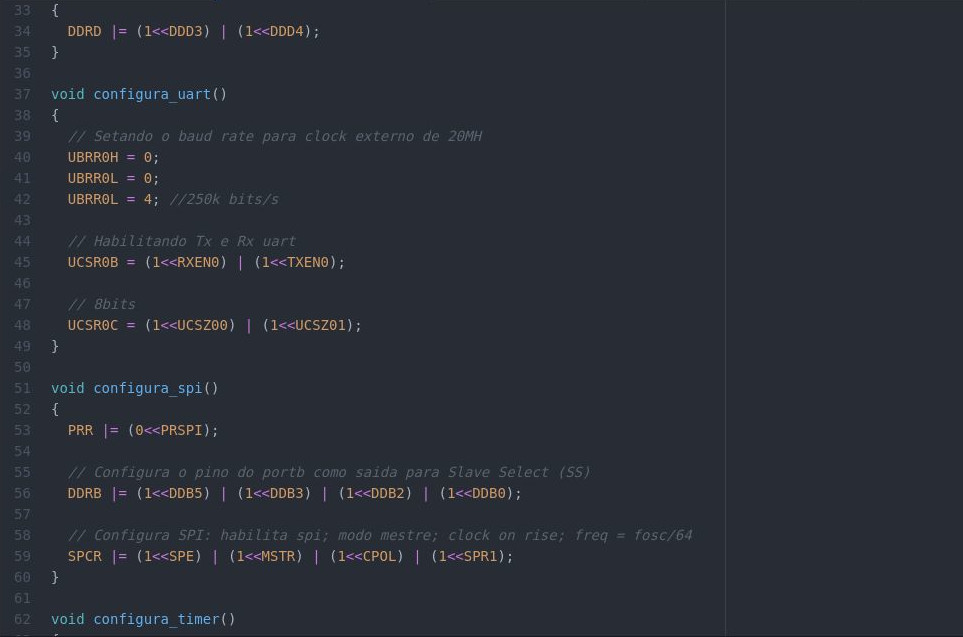 33 {
34   DDRD |= (1<<DDD3) | (1<<DDD4);
35 }
36
37 void configura_uart()
38 {
39   // Setando o baud rate para clock externo de 20MH
40   UBRR0H = 0;
41   UBRR0L = 0;
42   UBRR0L = 4; //250k bits/s
43
44   // Habilitando Tx e Rx uart
45   UCSR0B = (1<<RXEN0) | (1<<TXEN0);
46
47   // 8bits
48   UCSR0C = (1<<UCSZ00) | (1<<UCSZ01);
49 }
50
51 void configura_spi()
52 {
53   PRR |= (0<<PRSPI);
54
55   // Configura o pino do portb como saida para Slave Select (SS)
56   DDRB |= (1<<DDB5) | (1<<DDB3) | (1<<DDB2) | (1<<DDB0);
57
58   // Configura SPI: habilita spi; modo mestre; clock on rise; freq = fosc/64
59   SPCR |= (1<<SPE) | (1<<MSTR) | (1<<CPOL) | (1<<SPR1);
60 }
61
62 void configura_timer()